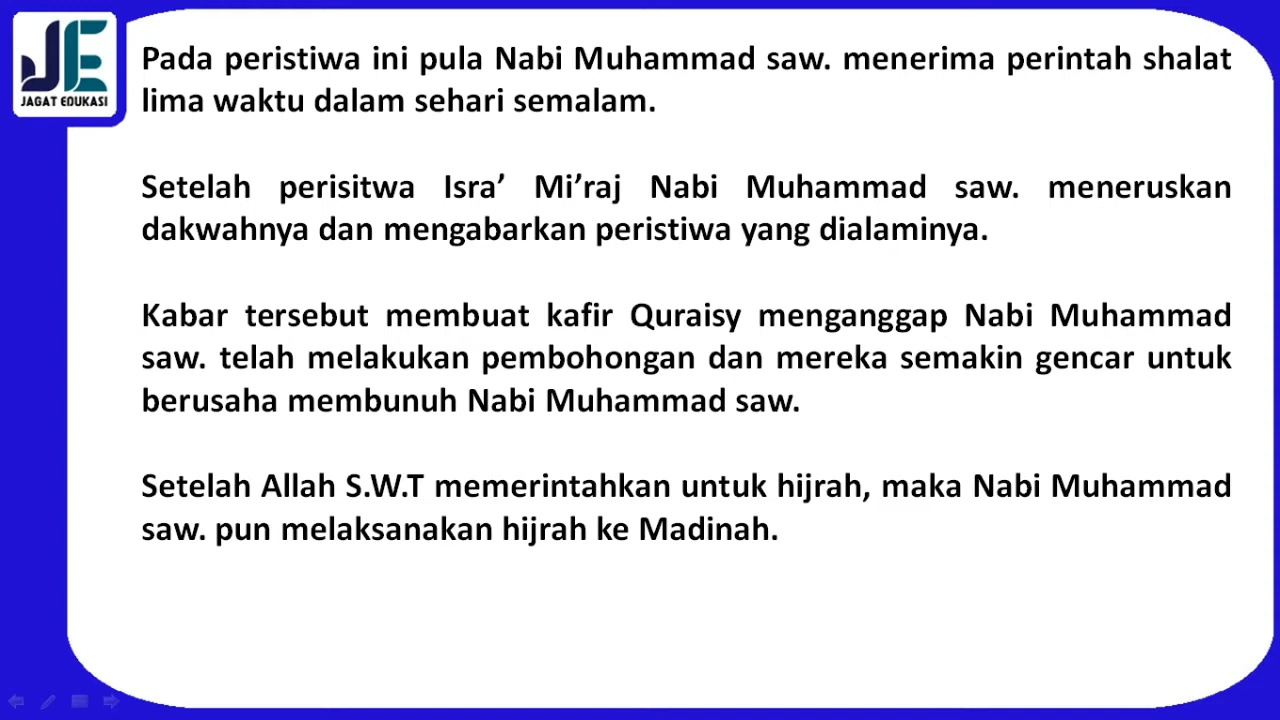 JE
JAGAT EDUKASI
Pada peristiwa ini pula Nabi Muhammad saw. menerima perintah shalat
lima waktu dalam sehari semalam.
Setelah perisitwa Isra’ Mi’raj Nabi Muhammad saw. meneruskan
dakwahnya dan mengabarkan peristiwa yang dialaminya.
Kabar tersebut membuat kafir Quraisy menganggap Nabi Muhammad
saw. telah melakukan pembohongan dan mereka semakin gencar untuk
berusaha membunuh Nabi Muhammad saw.
Setelah Allah S.W.T memerintahkan untuk hijrah, maka Nabi Muhammad
saw. pun melaksanakan hijrah ke Madinah.